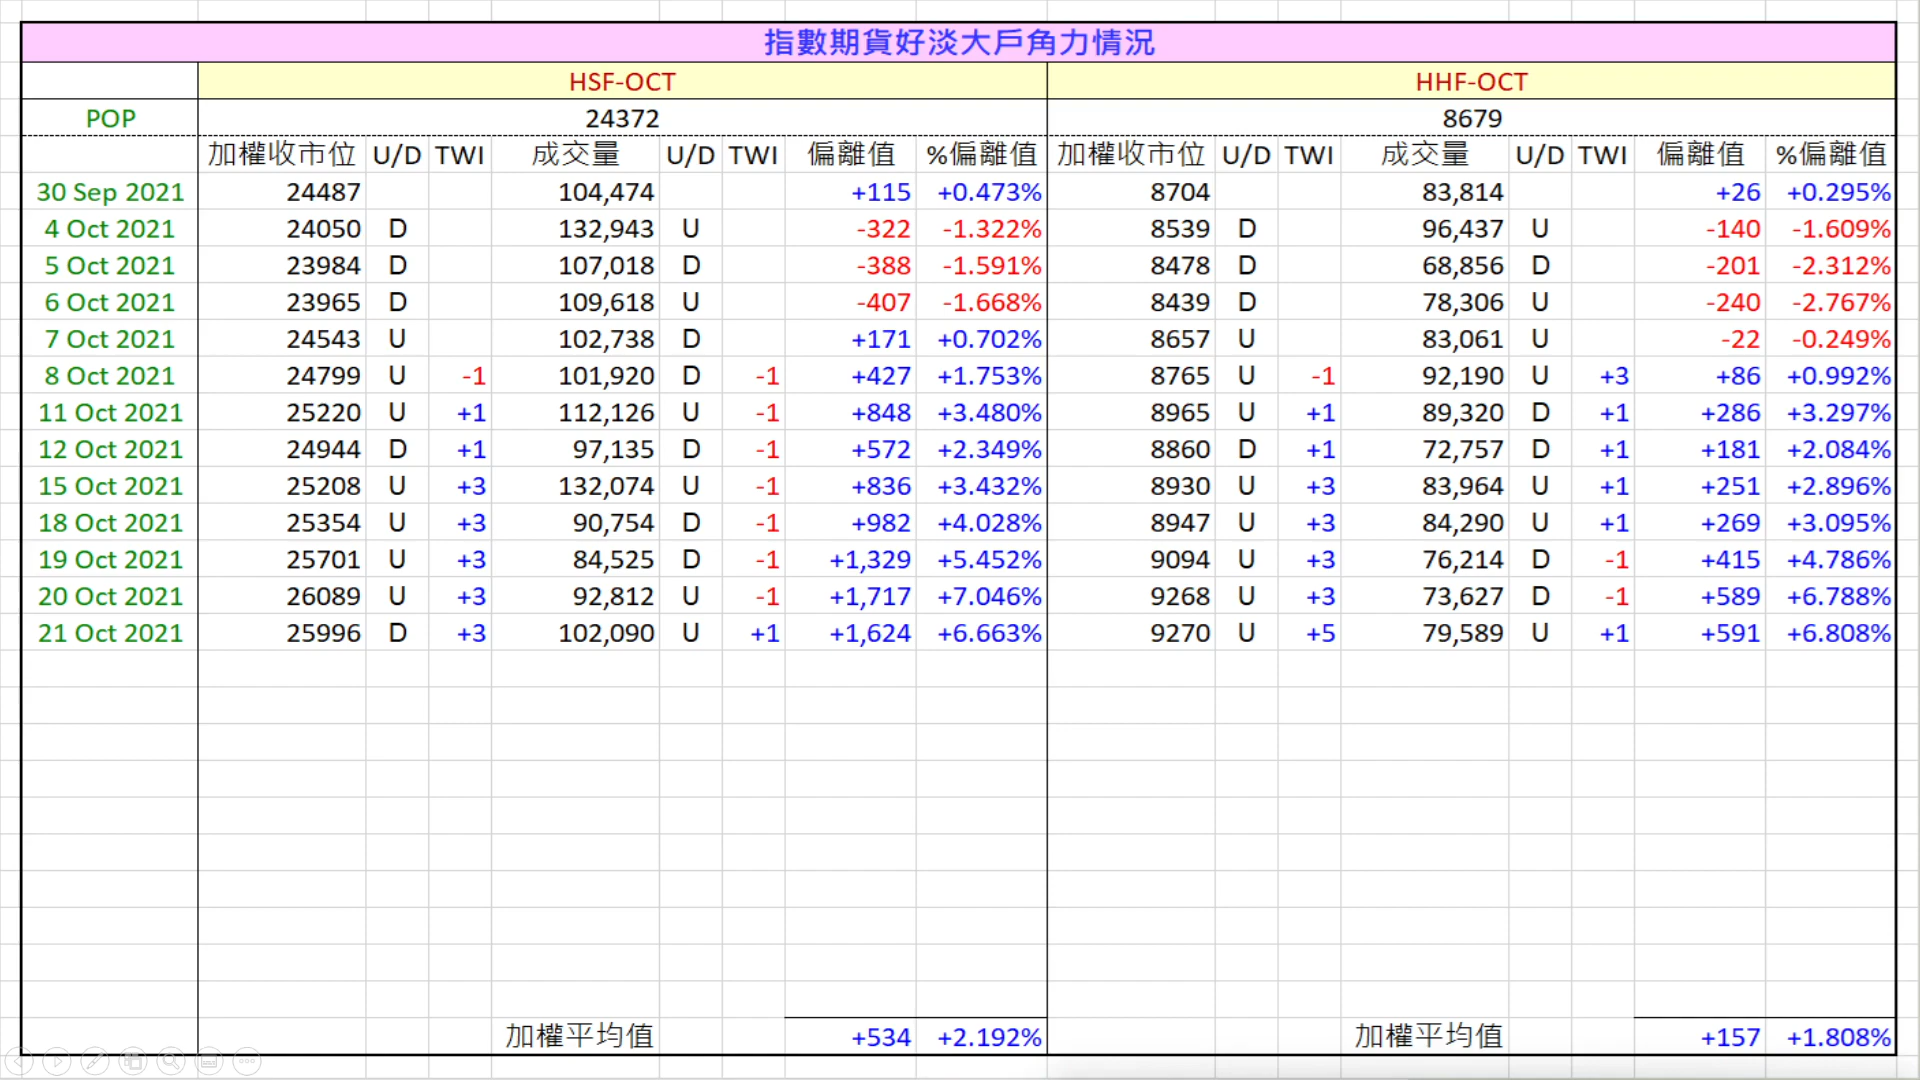 指數期貨好淡大戶角力情況
HSF-OCT HHF-OCT
POP 24372 8679
加權收市位 U/D TWI 成交量 U/D TWI 偏離值 %偏離值 加權收市位 U/D TWI 成交量 U/D TWI 偏離值 %偏離值
30 Sep 2021 24487 104,474 +115 +0.473% 8704 83,814 +26 +0.295%
4 Oct 2021 24050 D 132,943 U -322 -1.322% 8539 D 96,437 U -140 -1.609%
5 Oct 2021 23984 D 107,018 D -388 -1.591% 8478 D 68,856 D -201 -2.312%
6 Oct 2021 23965 D 109,618 U -407 -1.668% 8439 D 78,306 U -240 -2.767%
7 Oct 2021 24543 U 102,738 D +171 +0.702% 8657 U 83,061 U -22 -0.249%
8 Oct 2021 24799 U -1 101,920 D -1 +427 +1.753% 8765 U -1 92,190 U +3 +86 +0.992%
11 Oct 2021 25220 U +1 112,126 U -1 +848 +3.480% 8965 U +1 89,320 D +1 +286 +3.297%
12 Oct 2021 24944 D +1 97,135 D -1 +572 +2.349% 8860 D +1 72,757 D +1 +181 +2.084%
15 Oct 2021 25208 U +3 132,074 U -1 +836 +3.432% 8930 U +3 83,964 U +1 +251 +2.896%
18 Oct 2021 25354 U +3 90,754 D -1 +982 +4.028% 8947 U +3 84,290 U +1 +269 +3.095%
19 Oct 2021 25701 U +3 84,525 D -1 +1,329 +5.452% 9094 U +3 76,214 D -1 +415 +4.786%
20 Oct 2021 26089 U +3 92,812 U -1 +1,717 +7.046% 9268 U +3 73,627 D -1 +589 +6.788%
21 Oct 2021 25996 D +3 102,090 U +1 +1,624 +6.663% 9270 U +5 79,589 U +1 +591 +6.808%
加權平均值 +534 +2.192% 加權平均值 +157 +1.808%